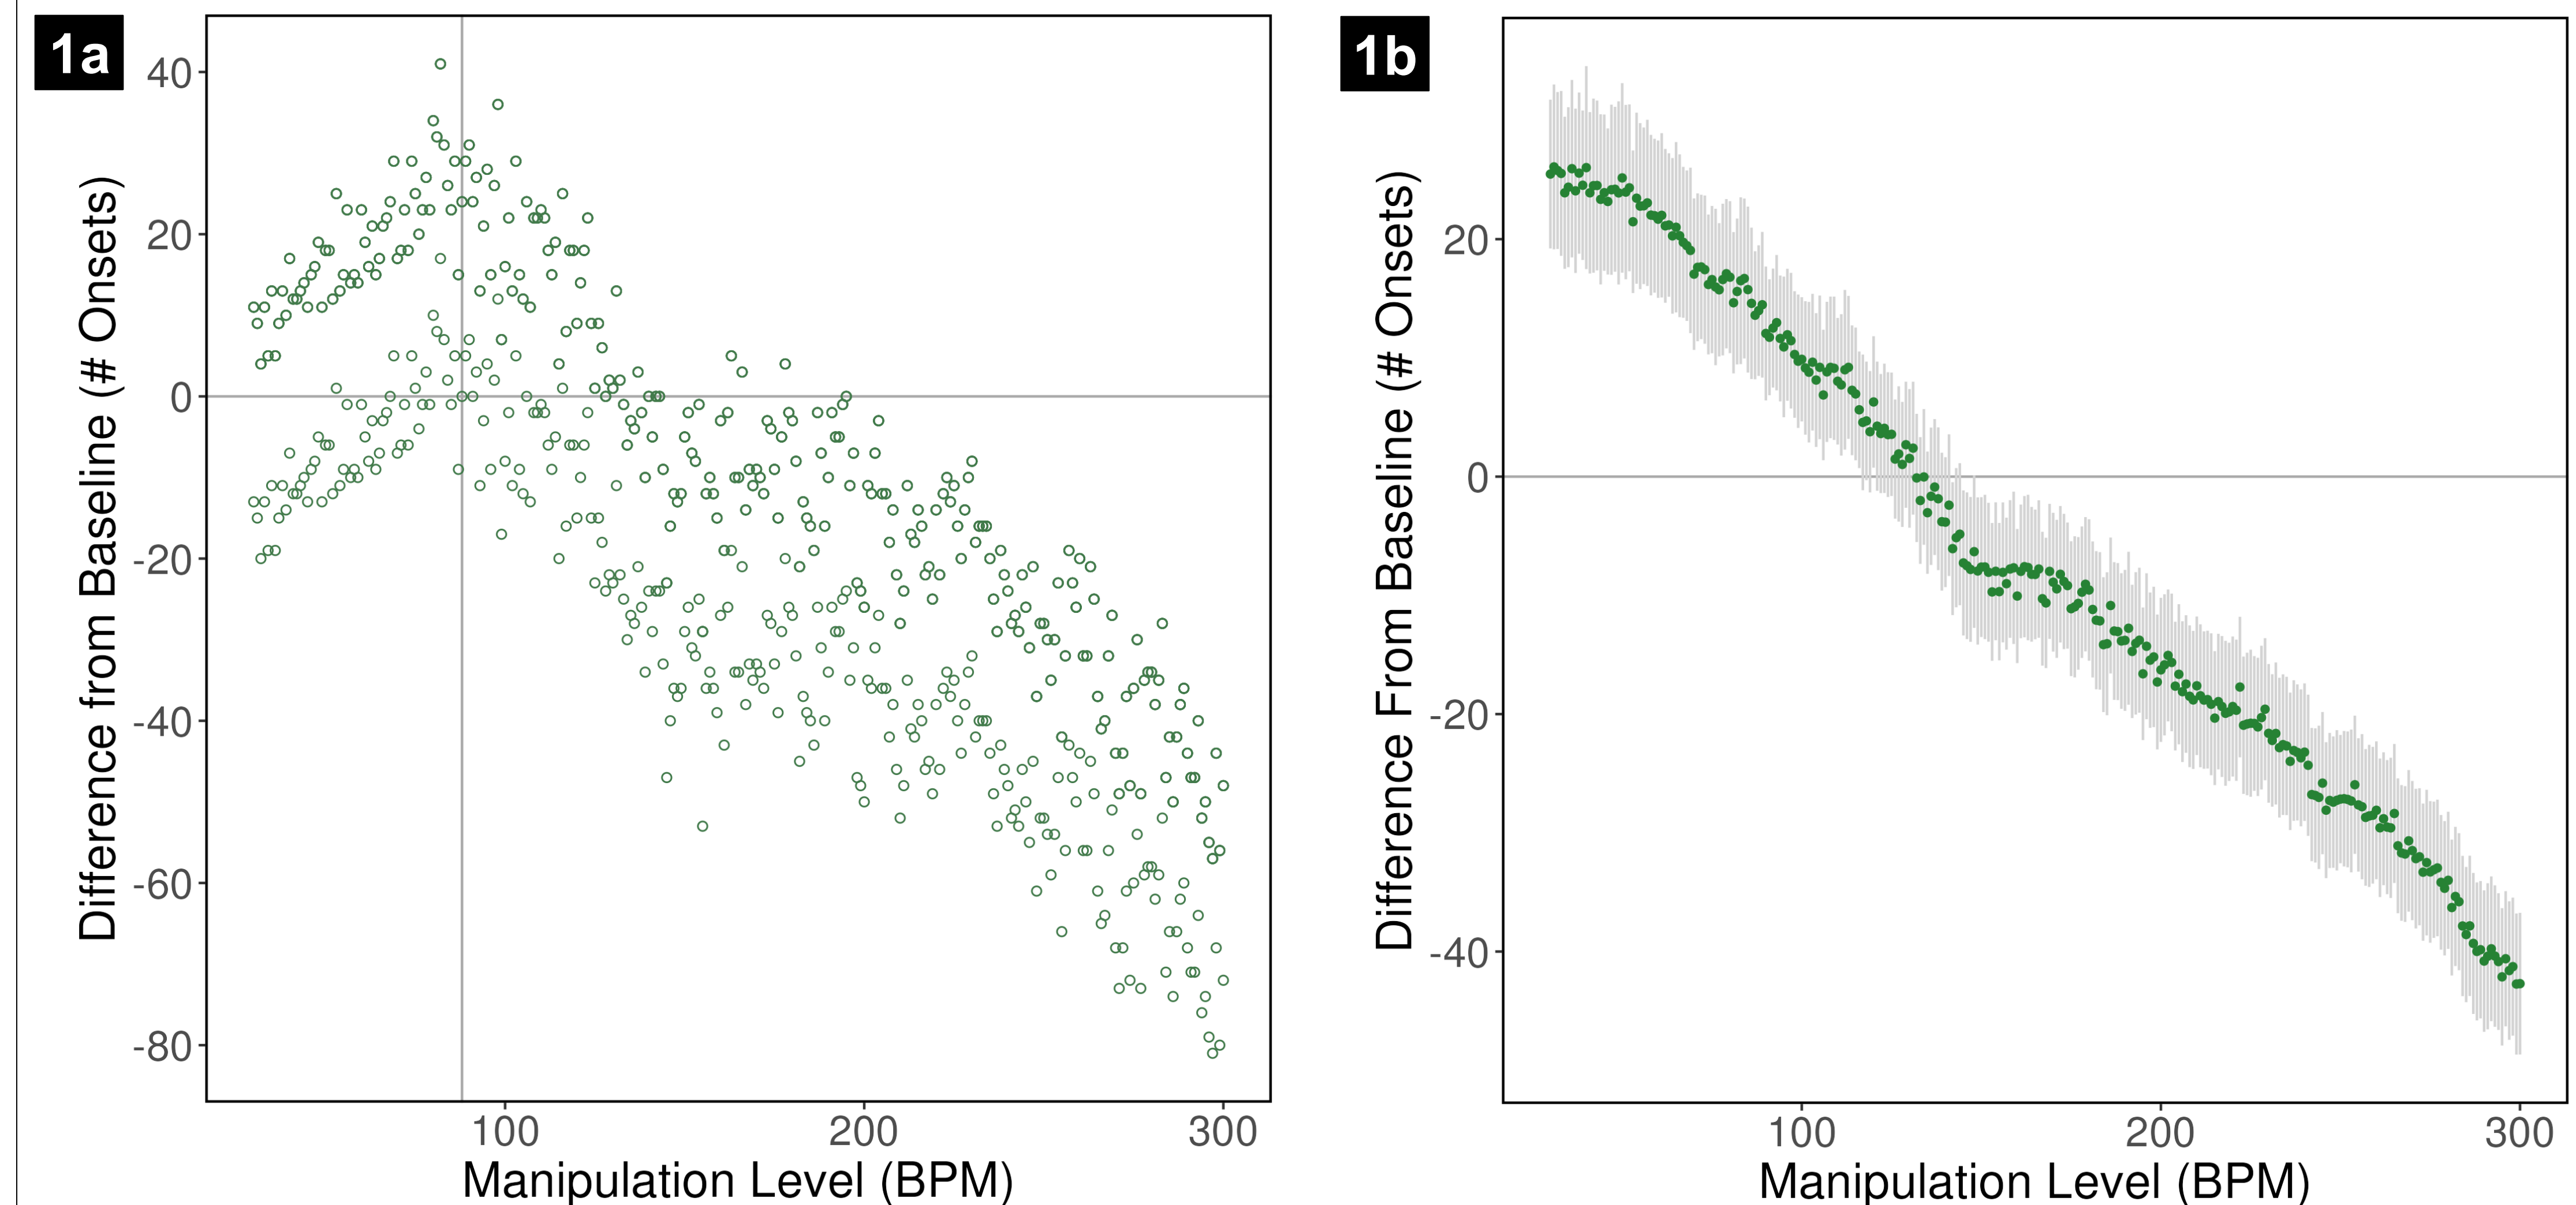 1a
Difference from Baseline (# Onsets)
40
20
0
-20
-40
-60
-80
100 200 300
Manipulation Level (BPM)
1b
Difference From Baseline (# Onsets)
20
0
-20
-40
100 200 300
Manipulation Level (BPM)